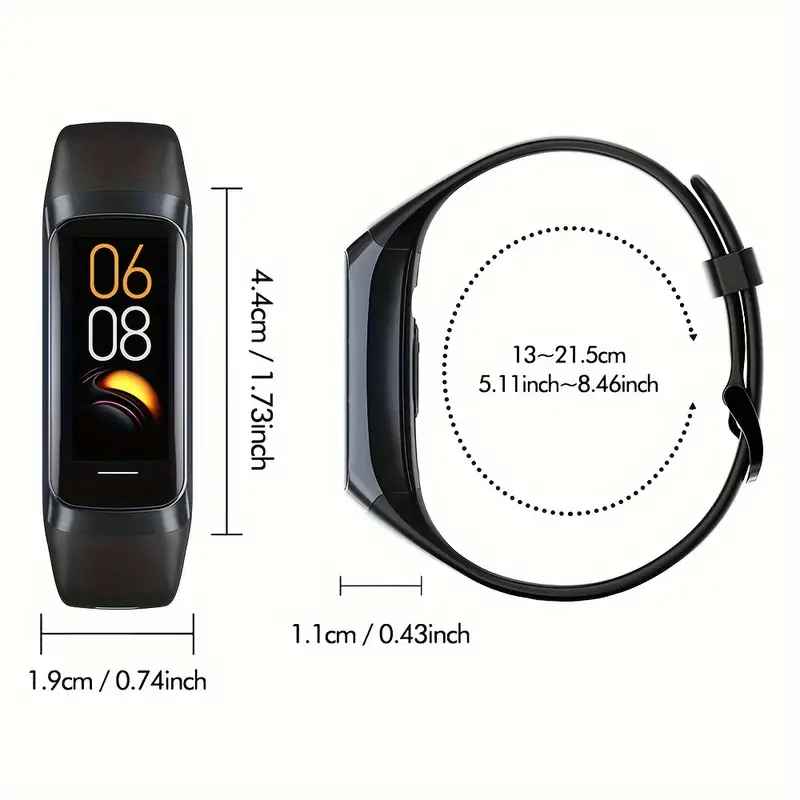 06
08
4.4cm / 1.73inch
13~21.5cm
5.11inch~8.46inch
1.1cm / 0.43inch
1.9cm / 0.74inch